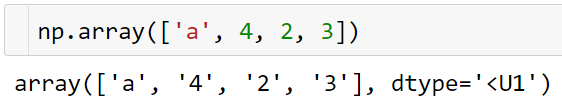 np.array(['a', 4, 2, 3])
array(['a', '4', '2', '3'], dtype='<U1')